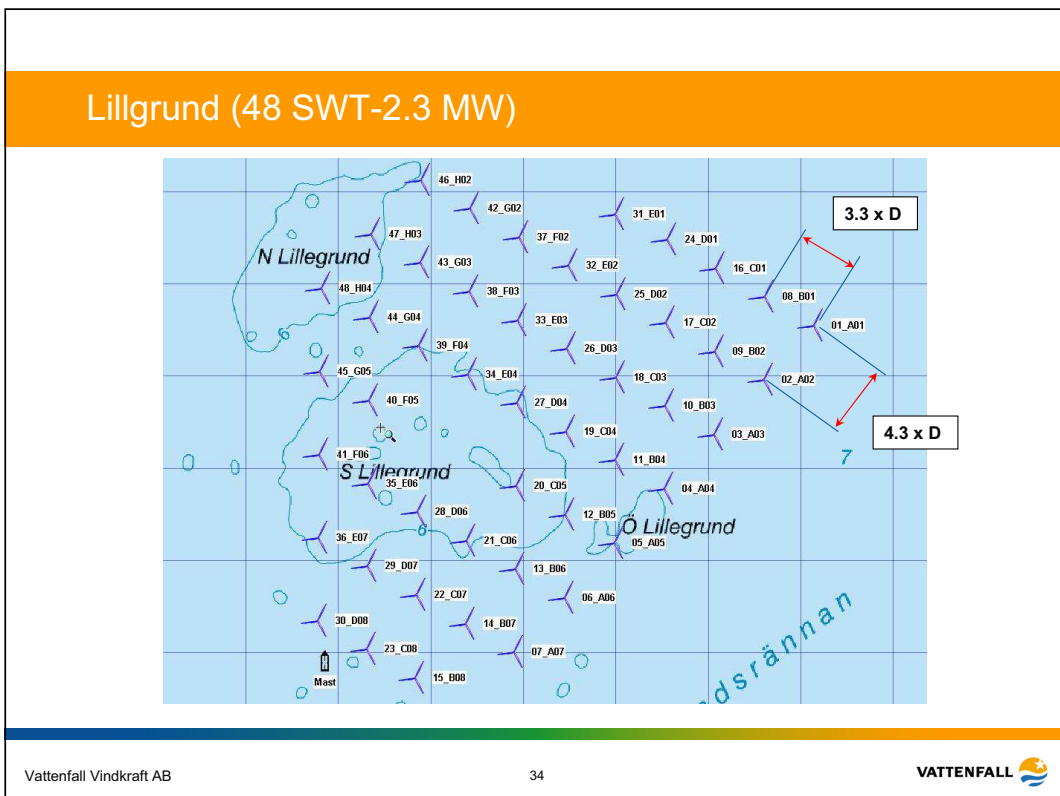 Lillgrund (48 SWT-2.3 MW)
46_H02
42_G02
31_E01
3.3 x D
47_H03
37_F02
24_D01
N Lillegrund
43_G03
32_E02
16_C01
48_H04
38_F03
25_D02
08_B01
6
44_G04
33_E03
17_C02
01_A01
39_F04
26_D03
09_B02
45_G05
34_E04
18_C03
02_A02
40_F05
27_D04
10_B03
19_C04
03_A03
4.3 x D
41_F06
11_B04
7
S Lillegrund
35_E06
20_C05
04_A04
28_D06
12_B05
Ö Lillegrund
6
36_E07
21_C06
05_A05
29_D07
13_B06
22_C07
06_A06
30_D08
14_B07
23_C08
07_A07
Mast
15_B08
dsrännan
Vattenfall Vindkraft AB
34
VATTENFALL